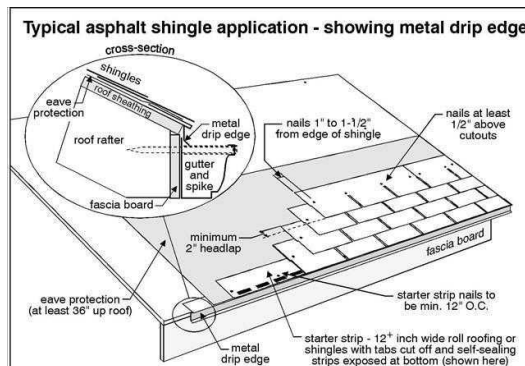 Typical asphalt shingle application - showing metal drip edge
cross-section
shingles
eave
protection
roof sheathing
roof rafter
metal
drip edge
gutter
and
spike
fascia board
nails 1" to 1-1/2"
from edge of shingle
nails at least
1/2" above
cutouts
minimum
2" headlap
fascia board
eave protection
(at least 36" up roof)
starter strip nails to
be min. 12" O.C.
metal
drip edge
starter strip - 12+ inch wide roll roofing or
shingles with tabs cut off and self-sealing
strips exposed at bottom (shown here)